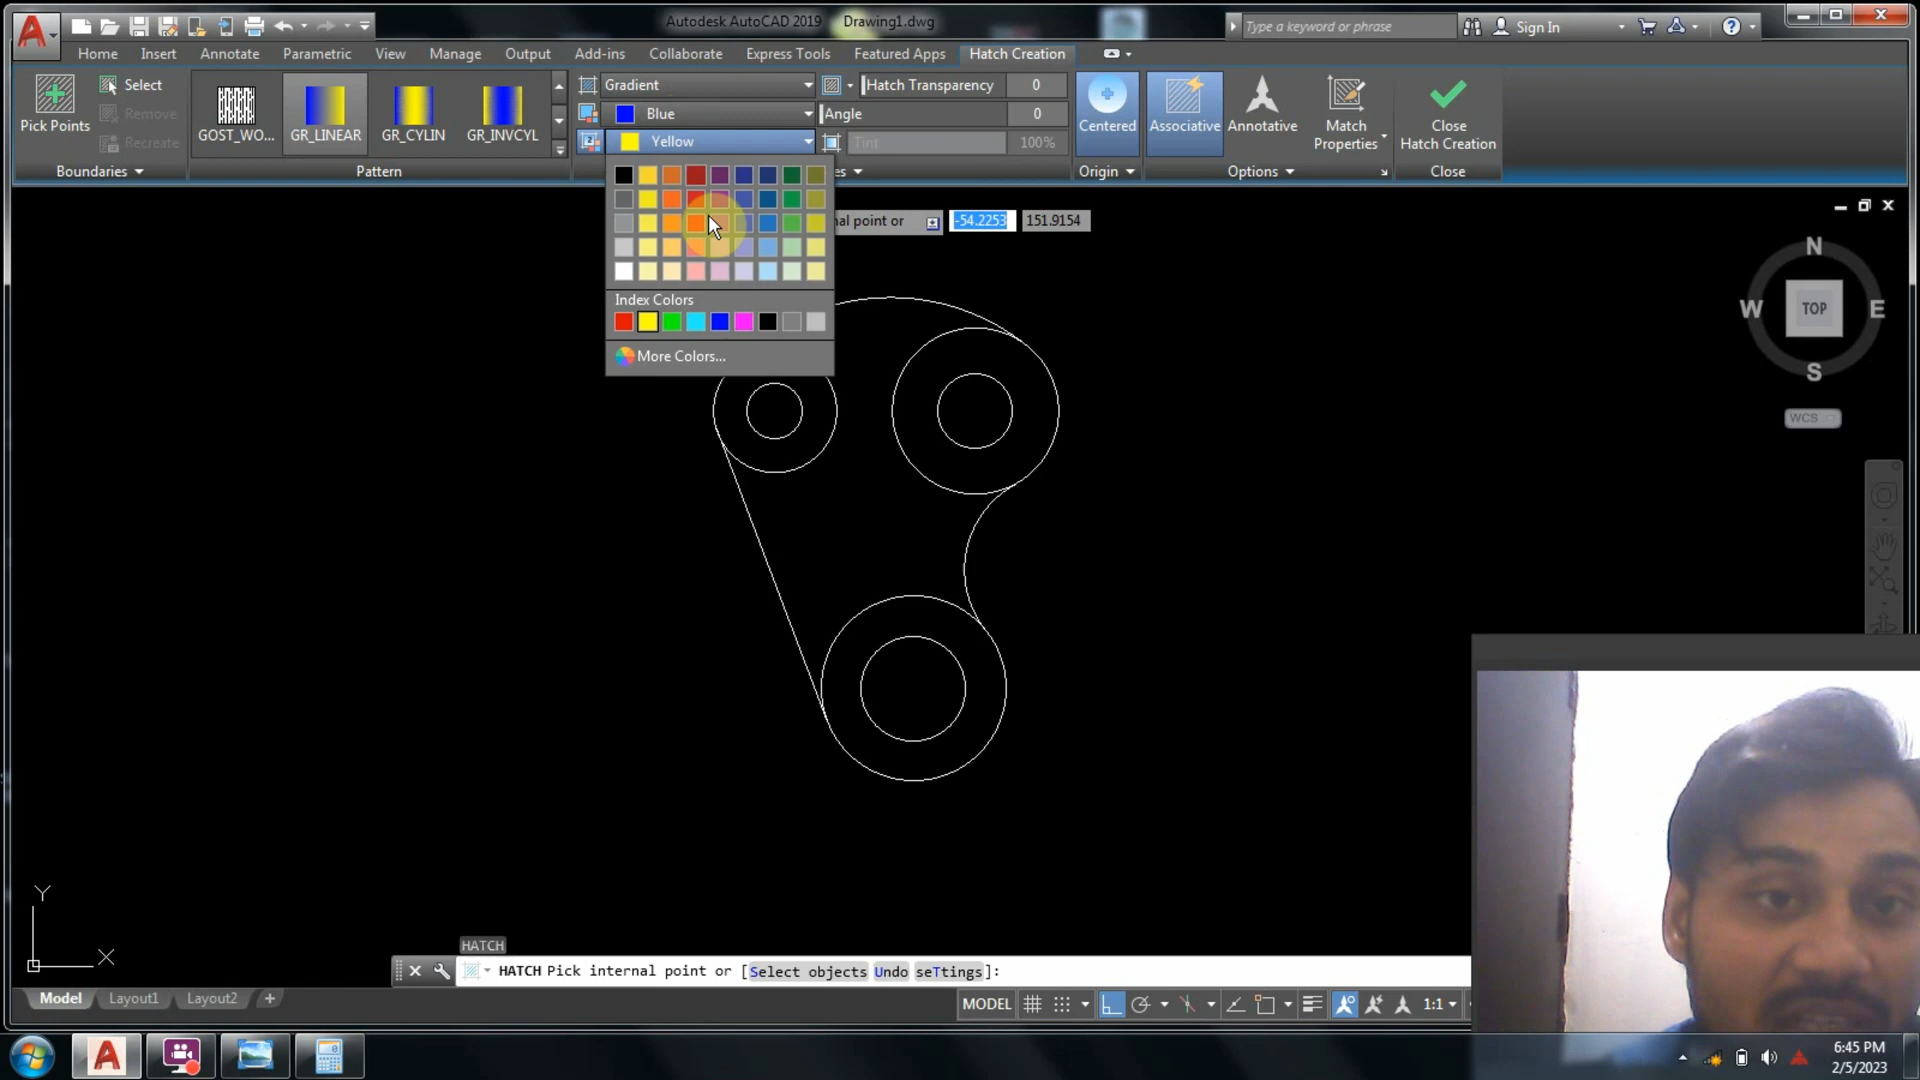 Autodesk AutoCAD 2019 Drawing1.dwg
Type a keyword or phrase
Sign In
Home Insert Annotate Parametric View Manage Output Add-ins Collaborate Express Tools Featured Apps Hatch Creation
Pick Points
Select
Remove
Recreate
GOST_WO...
GR_LINEAR
GR_CYLIN
GR_INVCYL
Gradient
Blue
Yellow
Hatch Transparency 0
Angle 0
Tint 100%
Centered
Associative
Annotative
Match
Properties
Close
Hatch Creation
Boundaries
Pattern
Origin
Options
Close
Index Colors
More Colors...
-54.2253
151.9154
N
W
TOP
E
S
WCS
Y
X
HATCH
HATCH Pick internal point or [Select objects Undo seTtings]:
Model Layout1 Layout2
MODEL
1:1
6:45 PM
2/5/2023